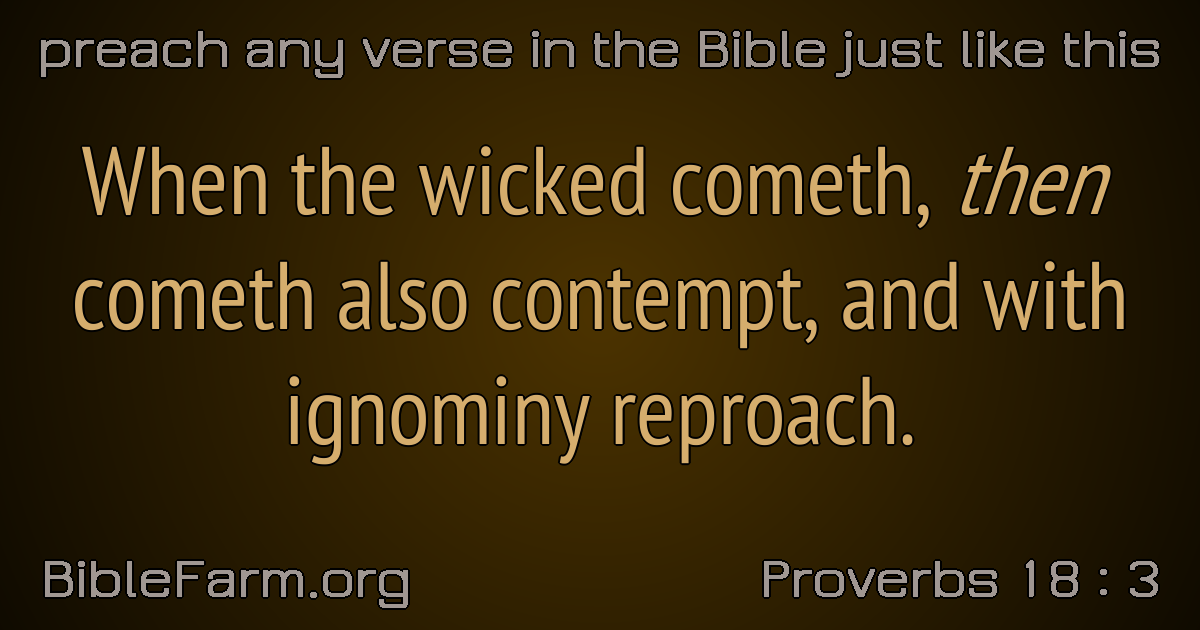 preach any verse in the Bible just like this
When the wicked cometh, then
cometh also contempt, and with
ignominy reproach.
BibleFarm.org
Proverbs 18 : 3